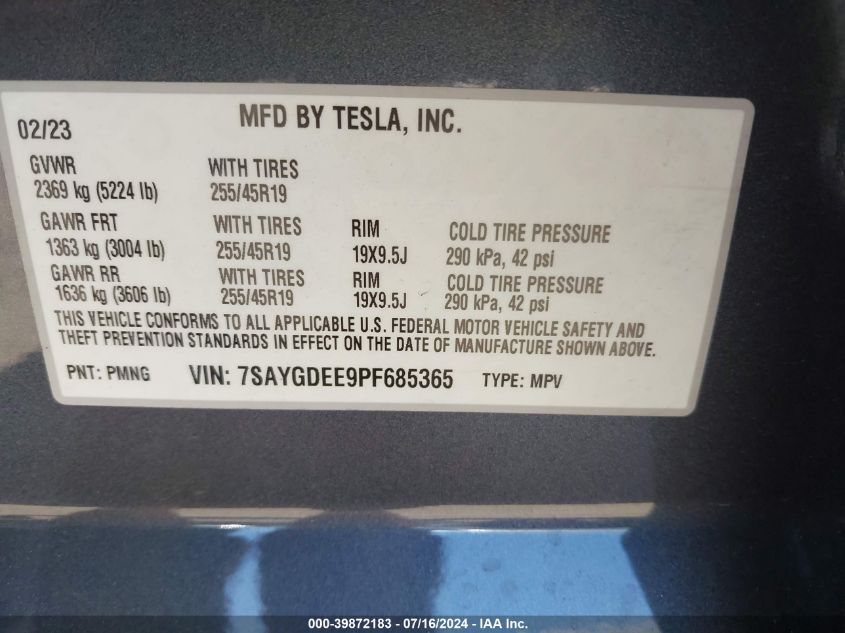 02/23 MFD BY TESLA, INC.
GVWR WITH TIRES
2369 kg (5224 lb) 255/45R19
GAWR FRT WITH TIRES RIM COLD TIRE PRESSURE
1363 kg (3004 lb) 255/45R19 19X9.5J 290 kPa, 42 psi
GAWR RR WITH TIRES RIM COLD TIRE PRESSURE
1636 kg (3606 lb) 255/45R19 19X9.5J 290 kPa, 42 psi
THIS VEHICLE CONFORMS TO ALL APPLICABLE U.S. FEDERAL MOTOR VEHICLE SAFETY AND
THEFT PREVENTION STANDARDS IN EFFECT ON THE DATE OF MANUFACTURE SHOWN ABOVE.
PNT: PMNG VIN: 7SAYGDEE9PF685365 TYPE: MPV
000-39872183 - 07/16/2024 - IAA Inc.